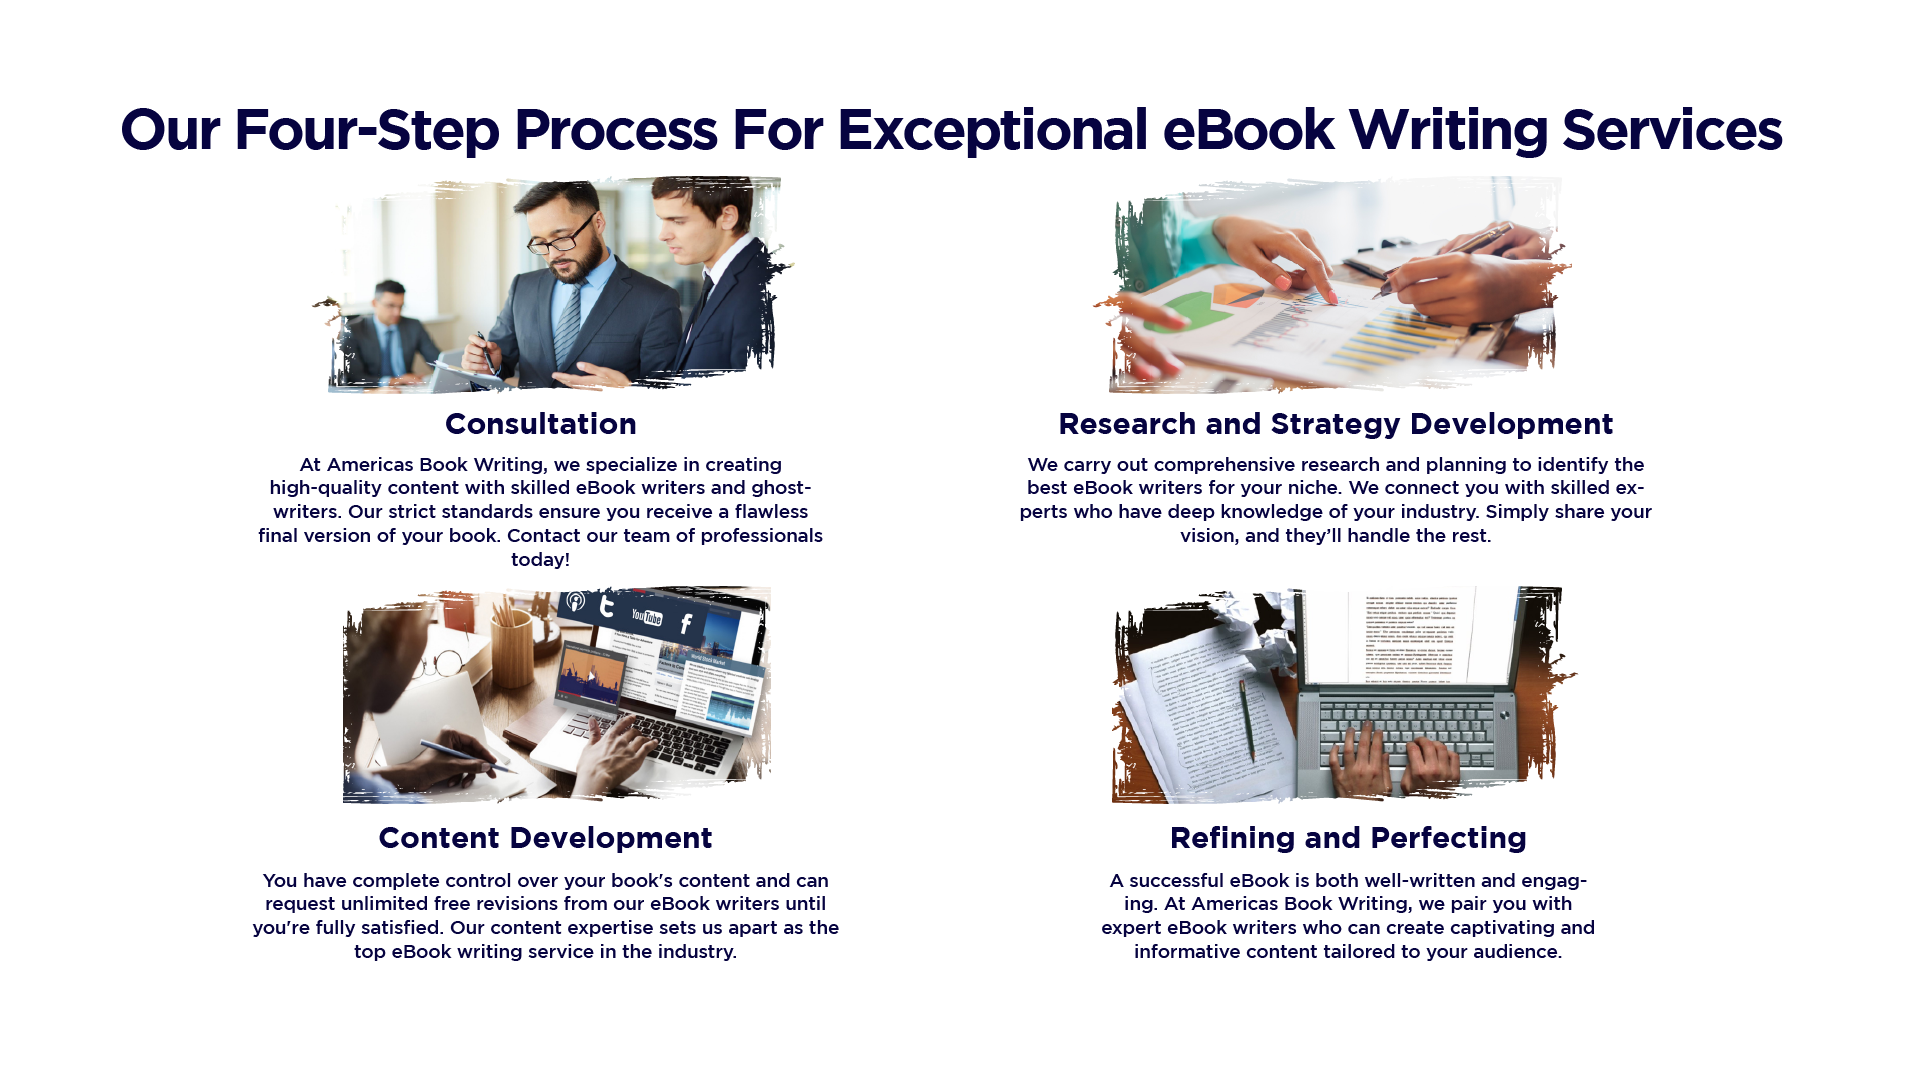 Our Four-Step Process For Exceptional eBook Writing Services
Consultation
At Americas Book Writing, we specialize in creating
high-quality content with skilled eBook writers and ghost-
writers. Our strict standards ensure you receive a flawless
final version of your book. Contact our team of professionals
today!
Research and Strategy Development
We carry out comprehensive research and planning to identify the
best eBook writers for your niche. We connect you with skilled ex-
perts who have deep knowledge of your industry. Simply share your
vision, and they’ll handle the rest.
YouTube
World Stock Market
Content Development
You have complete control over your book's content and can
request unlimited free revisions from our eBook writers until
you're fully satisfied. Our content expertise sets us apart as the
top eBook writing service in the industry.
Refining and Perfecting
A successful eBook is both well-written and engag-
ing. At Americas Book Writing, we pair you with
expert eBook writers who can create captivating and
informative content tailored to your audience.